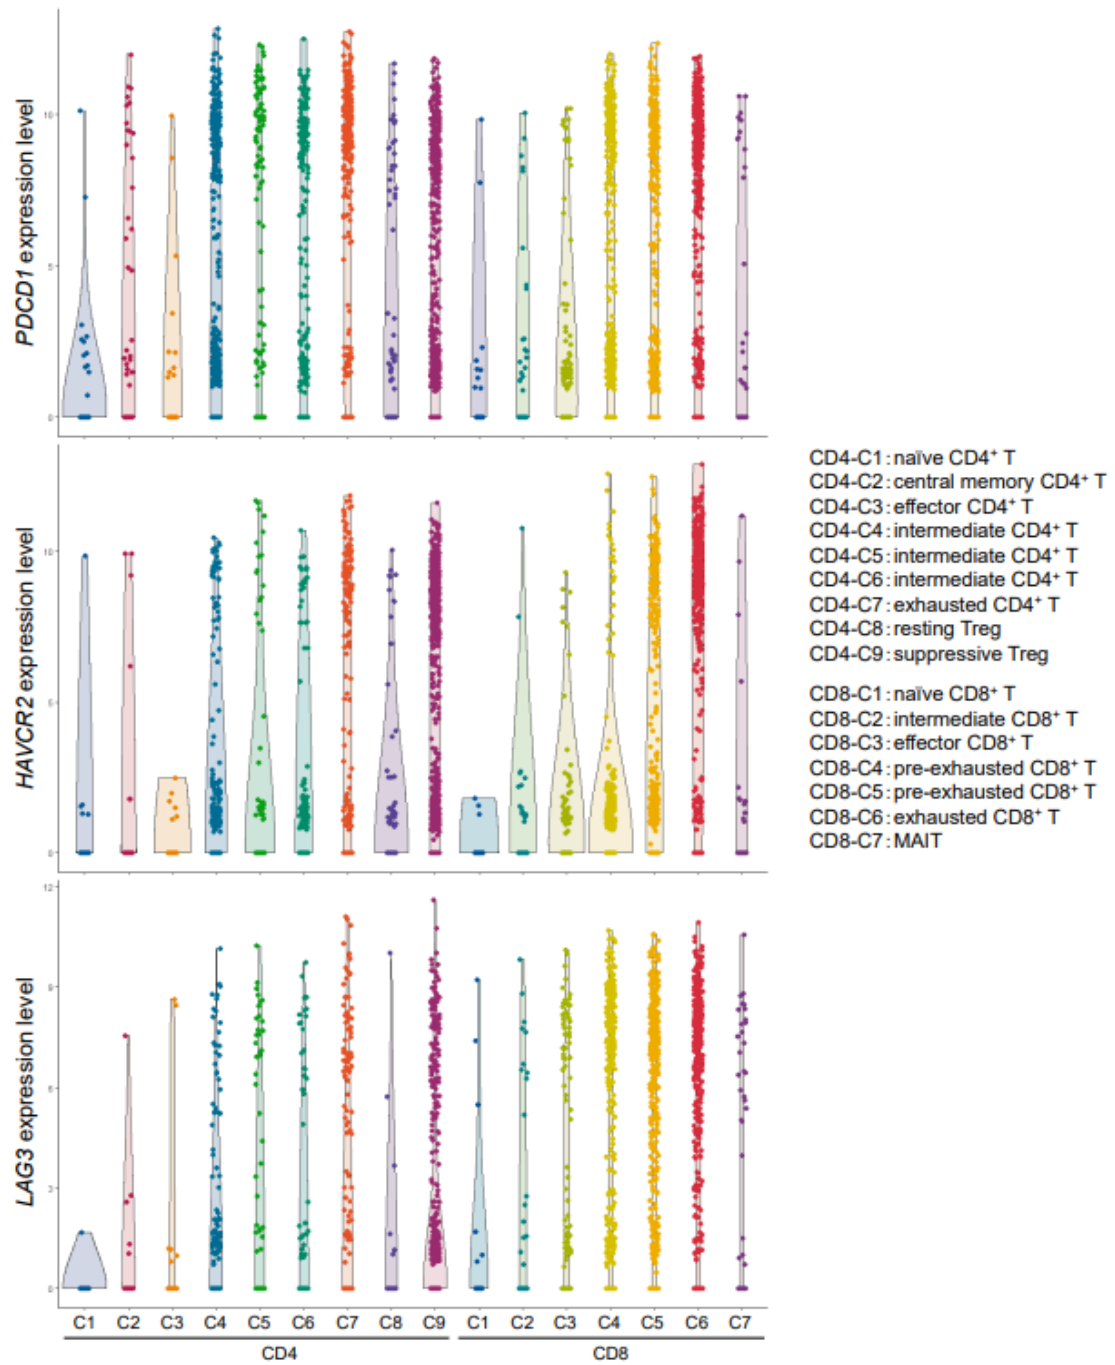 PDCD1 expression level
10
5
0
HAVCR2 expression level
10
5
0
LAG3 expression level
12
9
6
3
0
C1 C2 C3 C4 C5 C6 C7 C8 C9 C1 C2 C3 C4 C5 C6 C7
CD4 CD8
CD4-C1: naïve CD4⁺ T
CD4-C2: central memory CD4⁺ T
CD4-C3: effector CD4⁺ T
CD4-C4: intermediate CD4⁺ T
CD4-C5: intermediate CD4⁺ T
CD4-C6: intermediate CD4⁺ T
CD4-C7: exhausted CD4⁺ T
CD4-C8: resting Treg
CD4-C9: suppressive Treg
CD8-C1: naïve CD8⁺ T
CD8-C2: intermediate CD8⁺ T
CD8-C3: effector CD8⁺ T
CD8-C4: pre-exhausted CD8⁺ T
CD8-C5: pre-exhausted CD8⁺ T
CD8-C6: exhausted CD8⁺ T
CD8-C7: MAIT